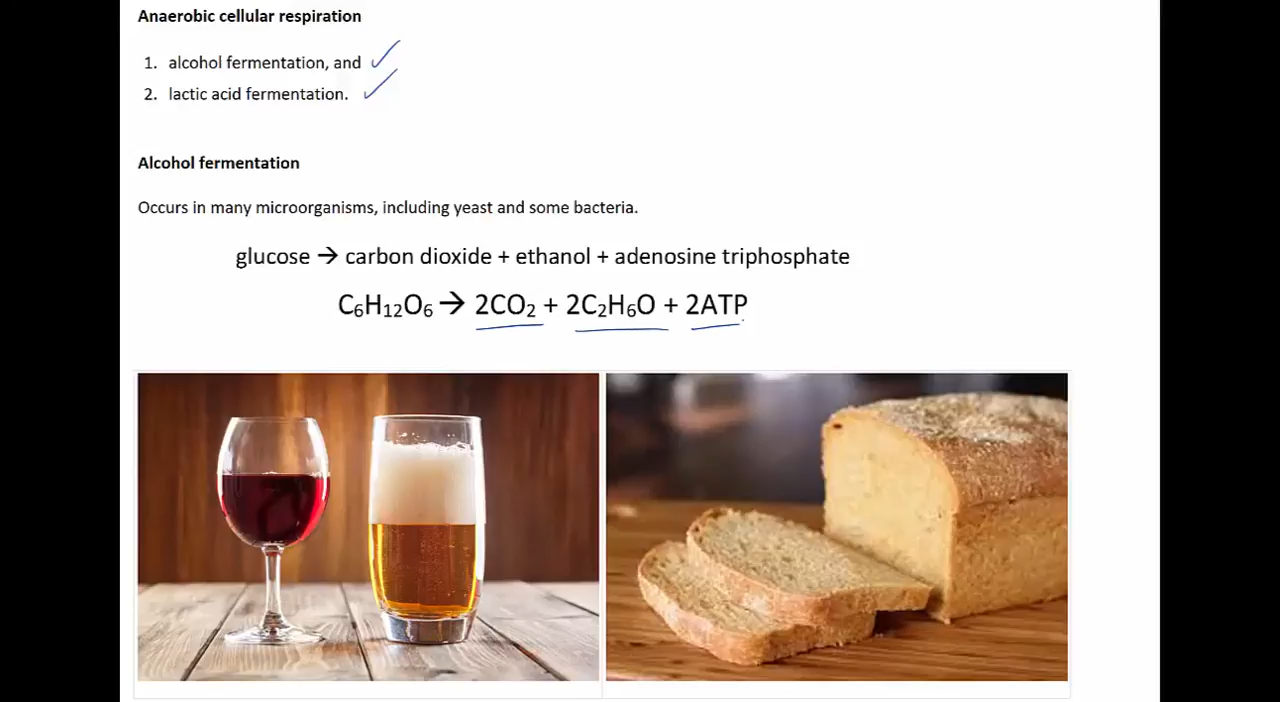 Anaerobic cellular respiration
1. alcohol fermentation, and
2. lactic acid fermentation.
Alcohol fermentation
Occurs in many microorganisms, including yeast and some bacteria.
glucose → carbon dioxide + ethanol + adenosine triphosphate
C₆H₁₂O₆ → 2CO₂ + 2C₂H₆O + 2ATP